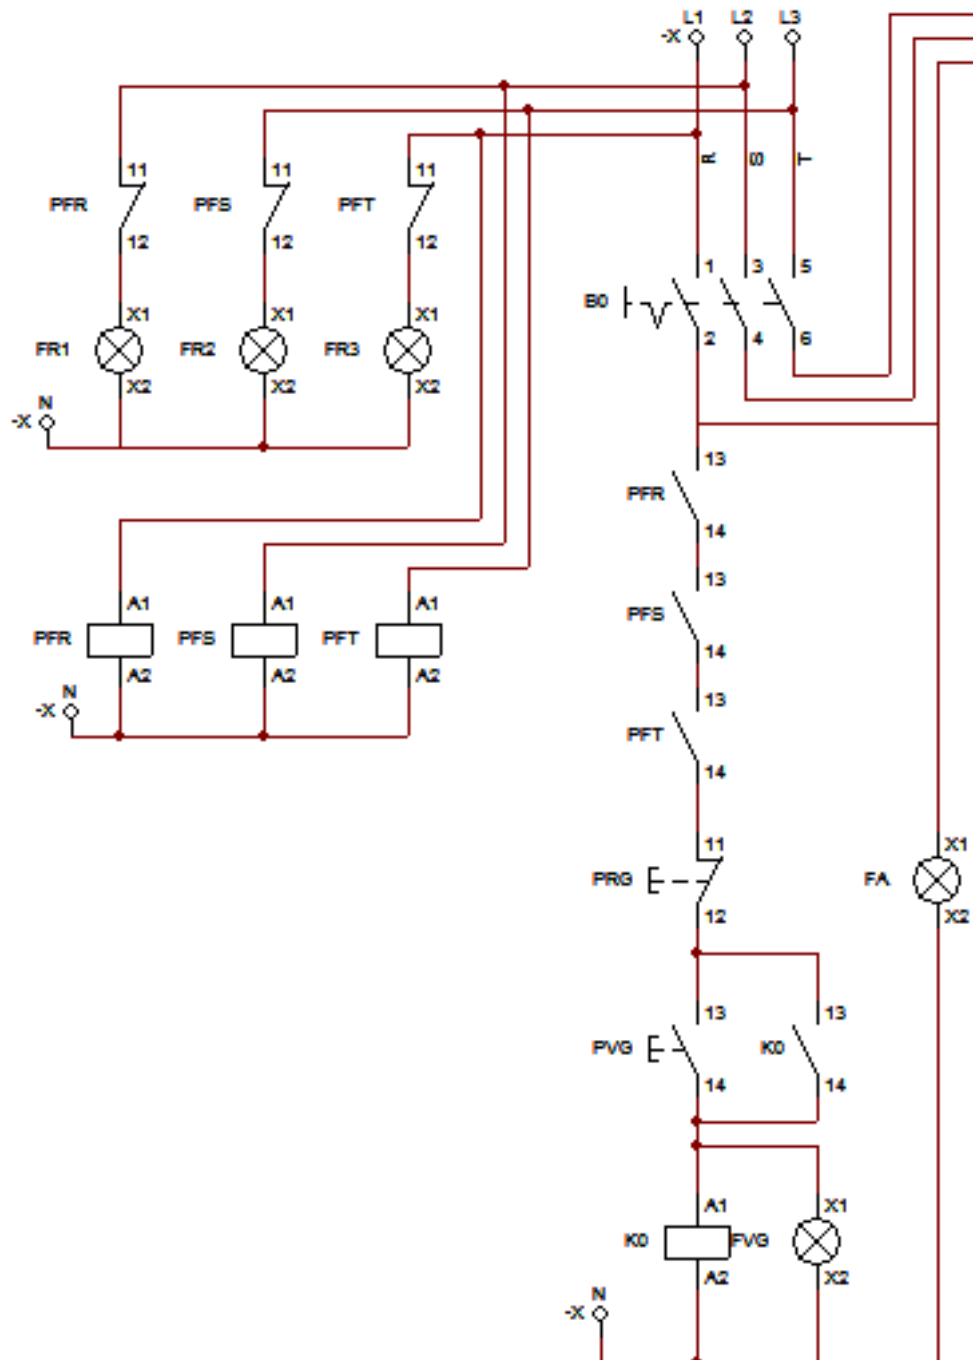 L1 L2 L3
-X
R S T
11 11 11
PFR PFS PFT
12 12 12
1 3 5
B0
2 4 6
X1 X1 X1
FR1 FR2 FR3
X2 X2 X2
N
-X
13
PFR
14
13
PFS
14
A1 A1 A1
PFR PFS PFT
A2 A2 A2
N
-X
13
PFT
14
11
PRG
12
X1
FA
X2
13 13
PVG K0
14 14
A1 X1
K0 FVG
A2 X2
N
-X